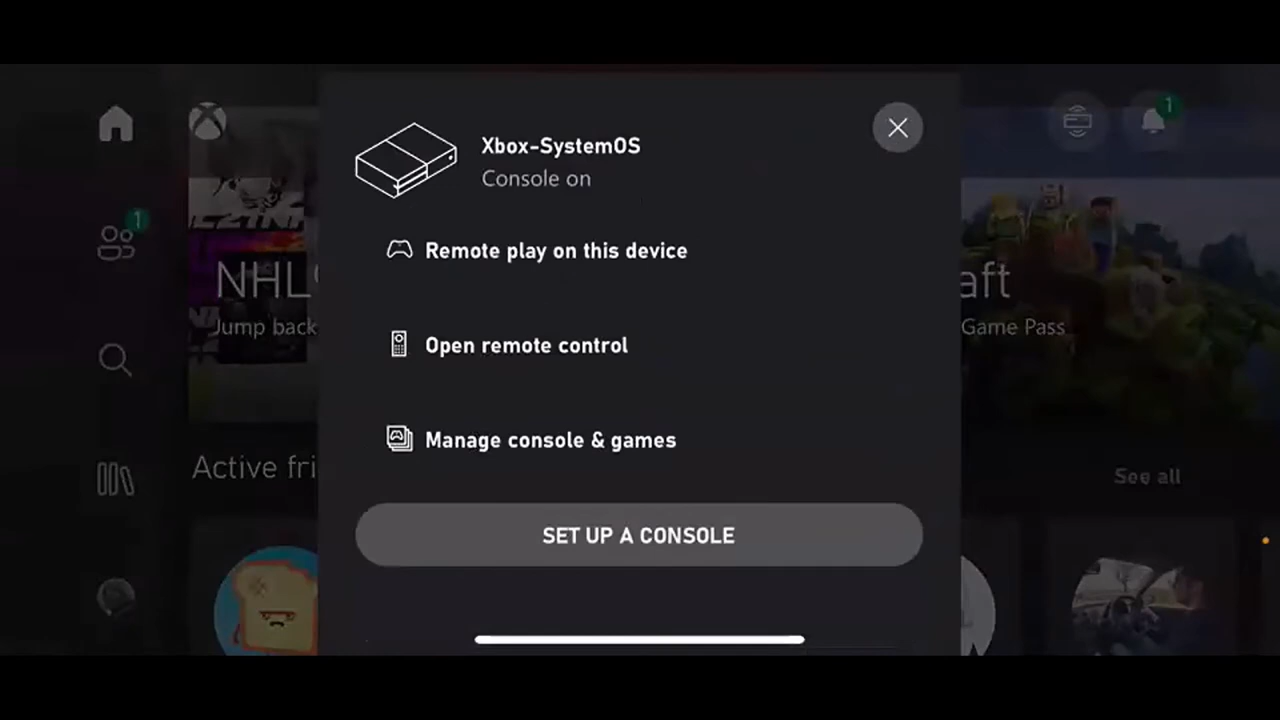 1
Xbox-SystemOS
Console on
1
Remote play on this device
NHL
aft
Jump back
Game Pass
Open remote control
Manage console & games
Active fri
See all
SET UP A CONSOLE